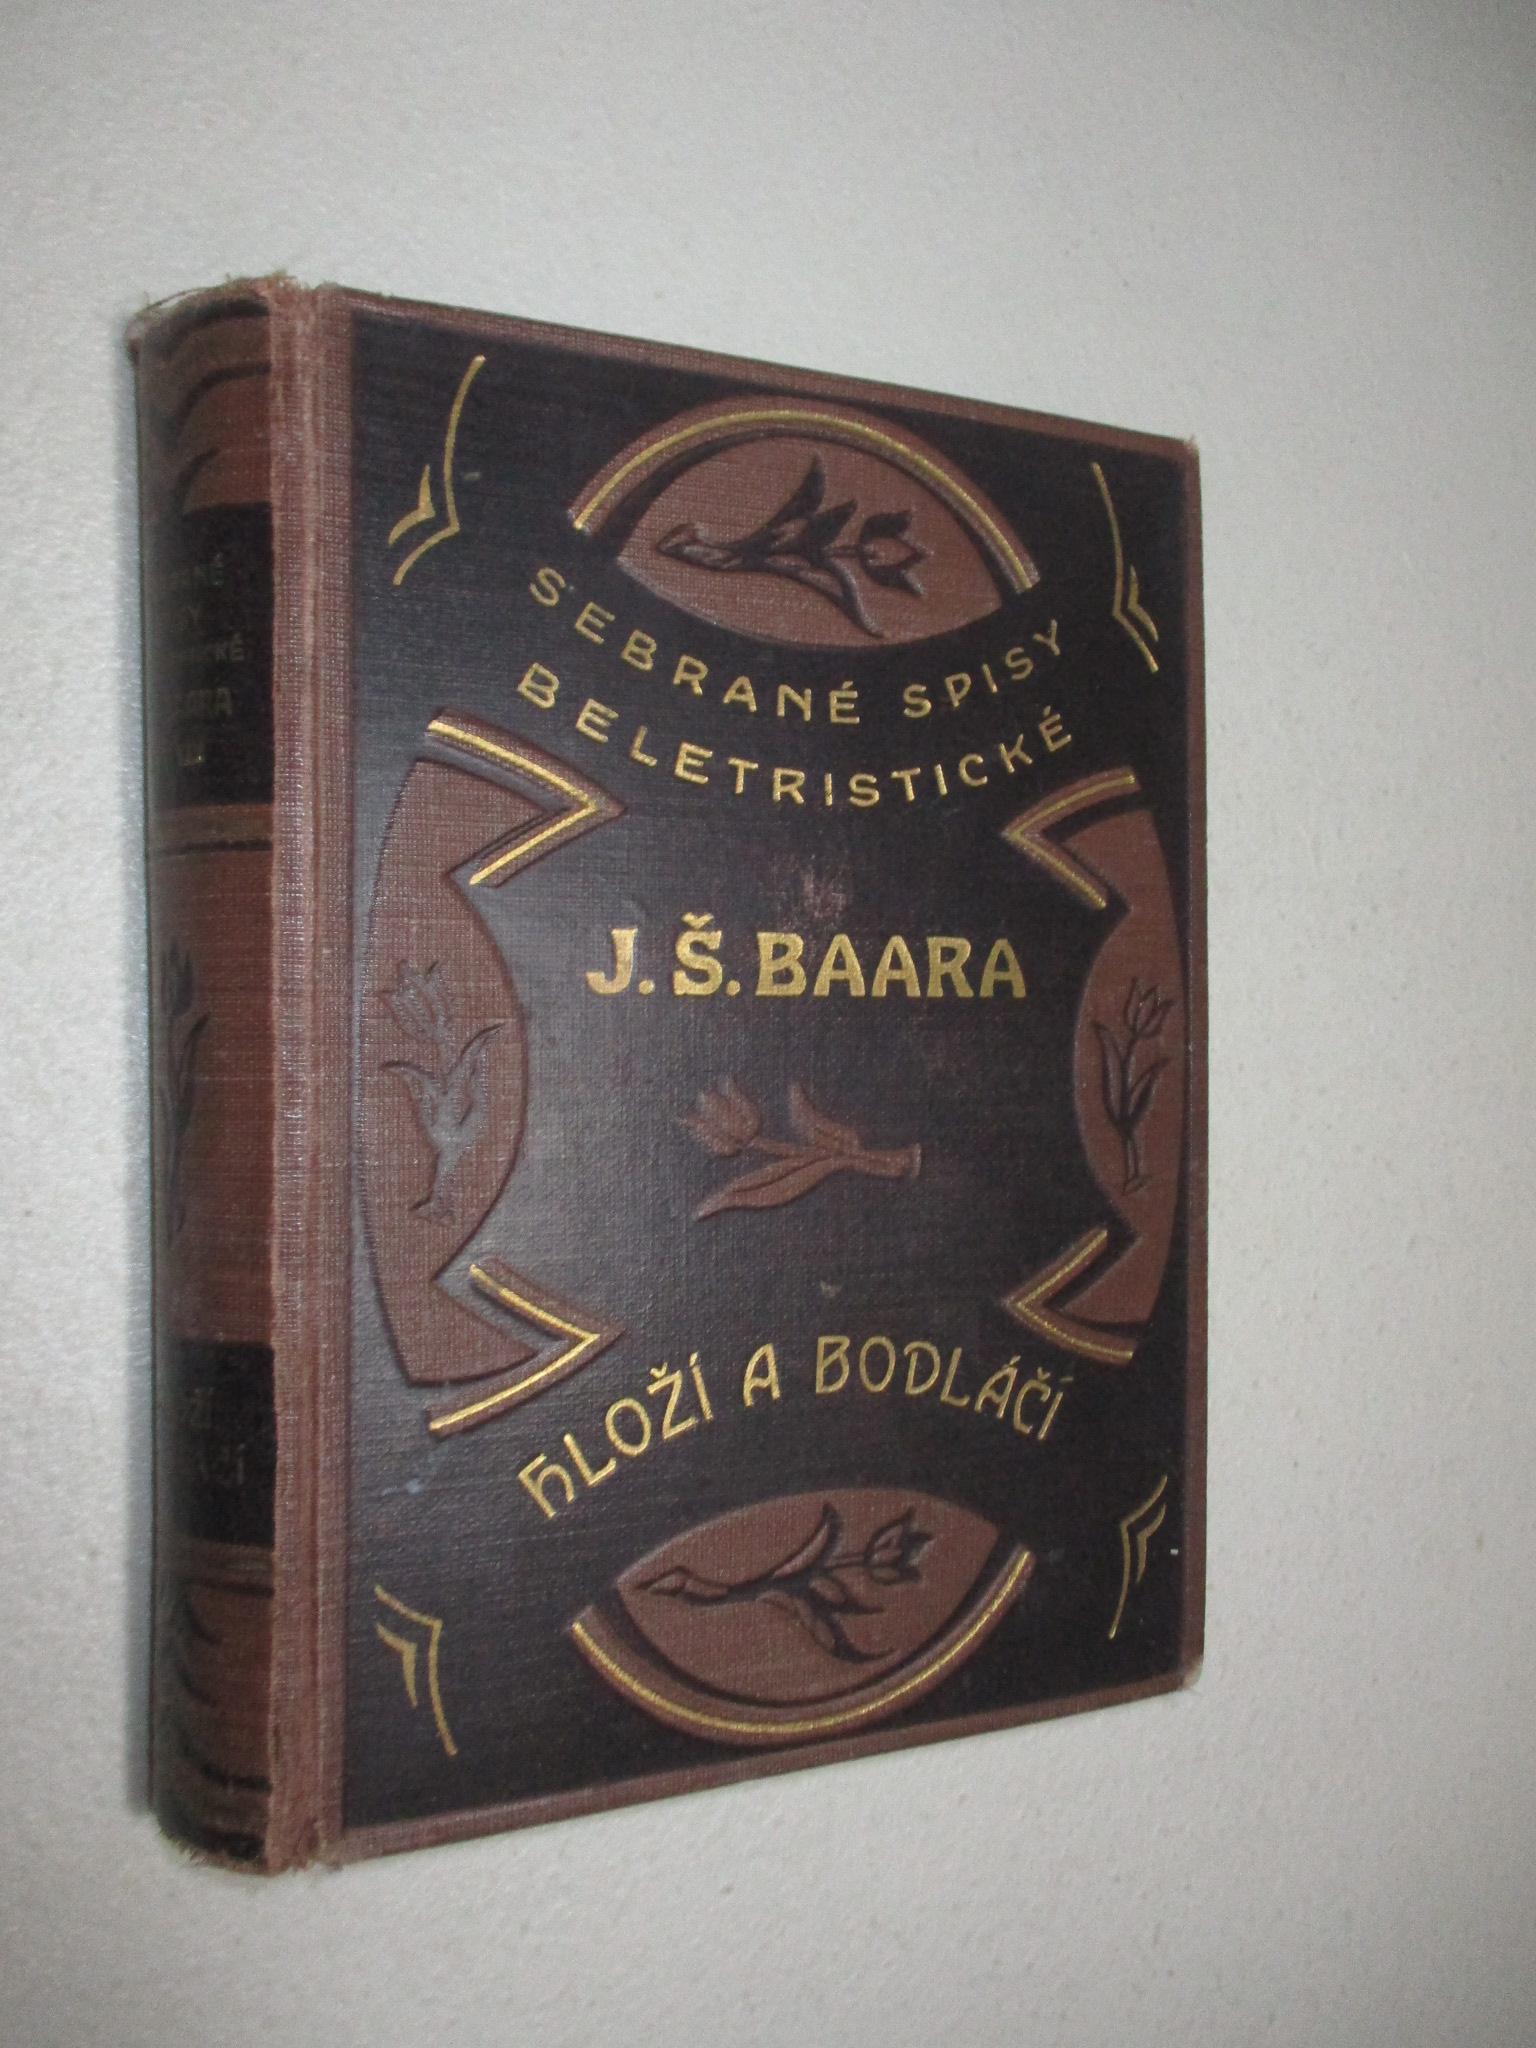 SEBRANÉ SPISY
BELETRISTICKÉ
J. Š. BAARA
HLOŽÍ A BODLÁČÍ